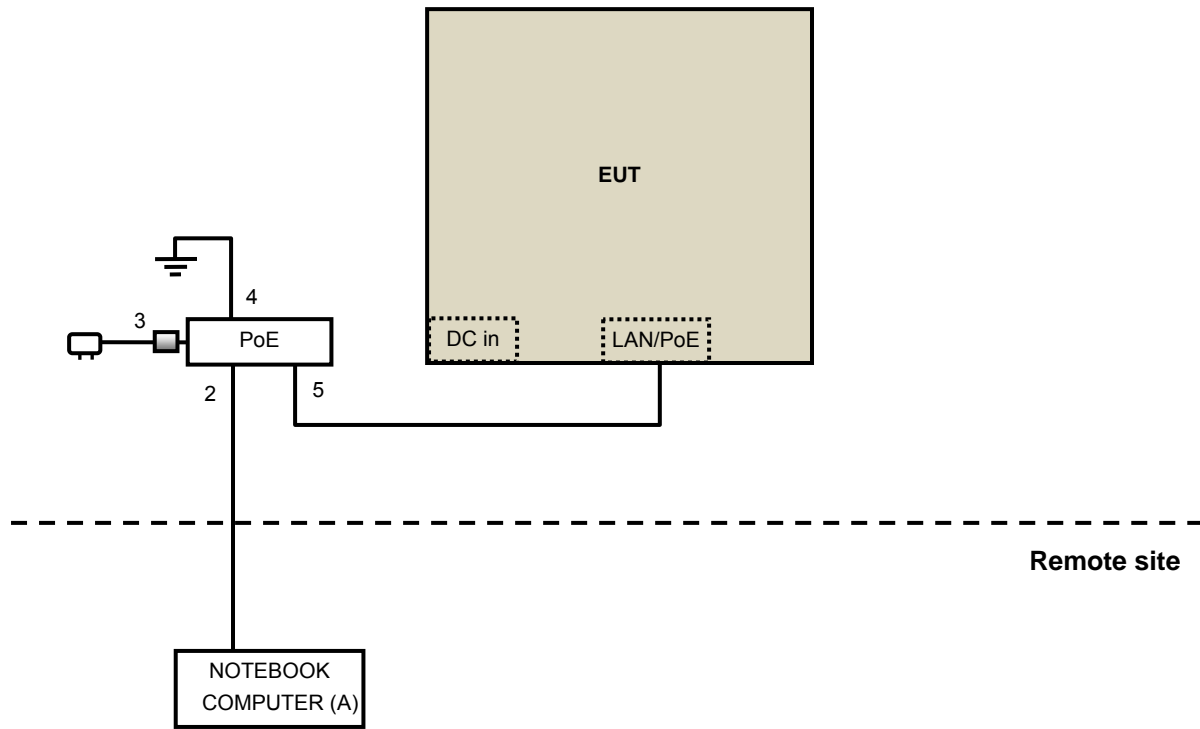 EUT
4
3
PoE
DC in
LAN/PoE
2
5
Remote site
NOTEBOOK
COMPUTER (A)